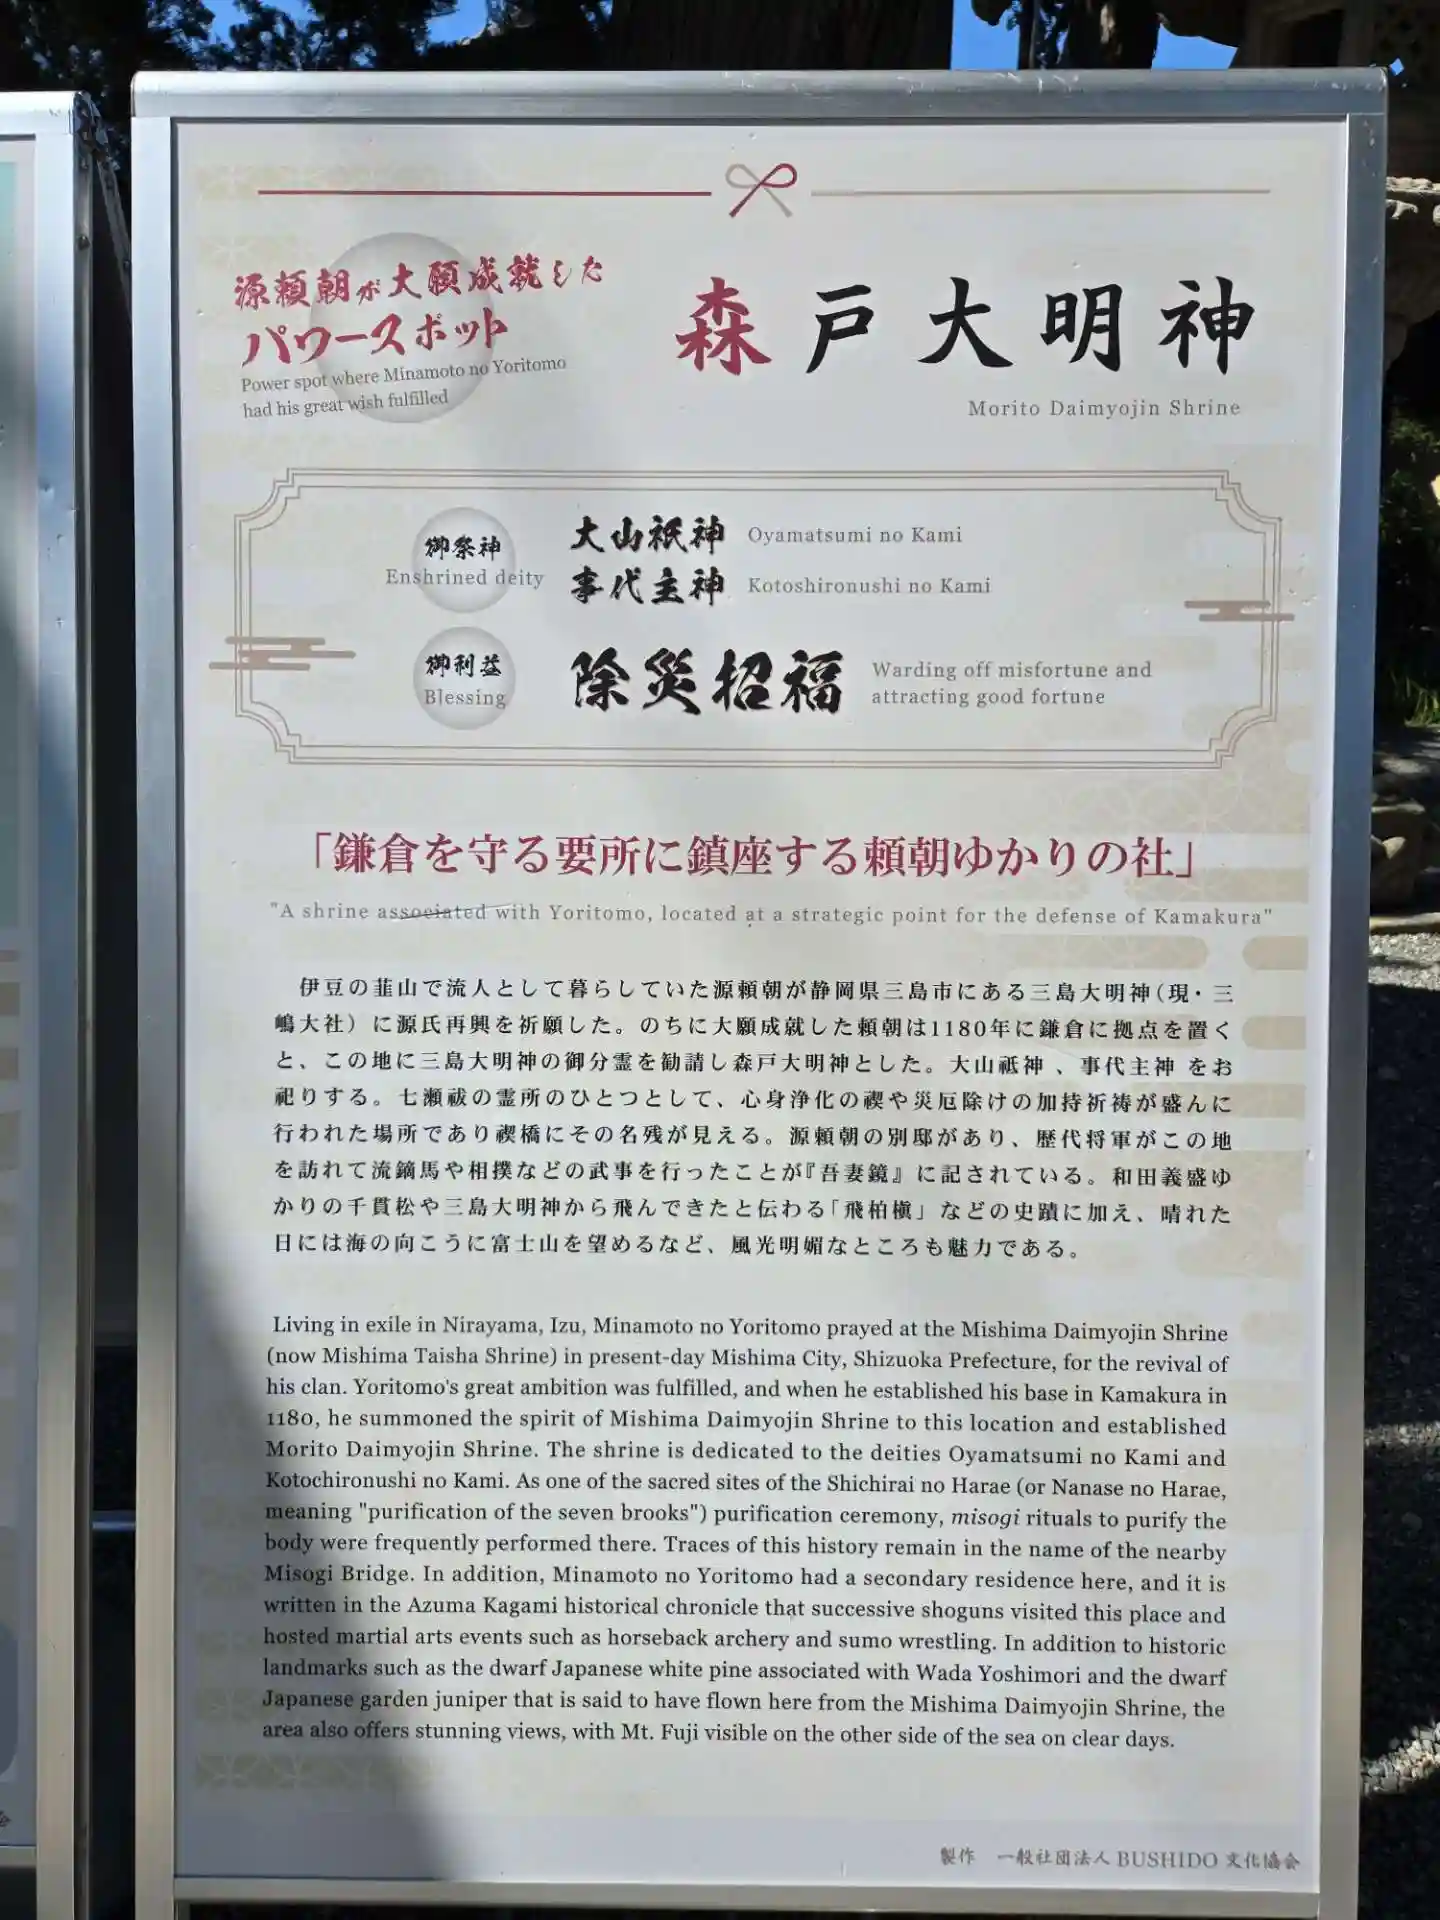 源頼朝が大願成就した
パワースポット
Power spot where Minamoto no Yoritomo
had his great wish fulfilled
森戸大明神
Morito Daimyojin Shrine
御祭神
Enshrined deity
大山祇神 Oyamatsumi no Kami
事代主神 Kotoshironushi no Kami
御利益
Blessing
除災招福
Warding off misfortune and
attracting good fortune
「鎌倉を守る要所に鎮座する頼朝ゆかりの社」
"A shrine associated with Yoritomo, located at a strategic point for the defense of Kamakura"
伊豆の韮山で流人として暮らしていた源頼朝が静岡県三島市にある三島大明神（現・三
嶋大社）に源氏再興を祈願した。のちに大願成就した頼朝は1180年に鎌倉に拠点を置く
と、この地に三島大明神の御分霊を勧請し森戸大明神とした。大山祗神 、事代主神 をお
祀りする。七瀬祓の霊所のひとつとして、心身浄化の禊や災厄除けの加持祈祷が盛んに
行われた場所であり禊橋にその名残が見える。源頼朝の別邸があり、歴代将軍がこの地
を訪れて流鏑馬や相撲などの武事を行ったことが『吾妻鏡』に記されている。和田義盛ゆ
かりの千貫松や三島大明神から飛んできたと伝わる「飛柏槇」などの史蹟に加え、晴れた
日には海の向こうに富士山を望めるなど、風光明媚なところも魅力である。
Living in exile in Nirayama, Izu, Minamoto no Yoritomo prayed at the Mishima Daimyojin Shrine
(now Mishima Taisha Shrine) in present-day Mishima City, Shizuoka Prefecture, for the revival of
his clan. Yoritomo's great ambition was fulfilled, and when he established his base in Kamakura in
1180, he summoned the spirit of Mishima Daimyojin Shrine to this location and established
Morito Daimyojin Shrine. The shrine is dedicated to the deities Oyamatsumi no Kami and
Kotochironushi no Kami. As one of the sacred sites of the Shichirai no Harae (or Nanase no Harae,
meaning "purification of the seven brooks") purification ceremony, misogi rituals to purify the
body were frequently performed there. Traces of this history remain in the name of the nearby
Misogi Bridge. In addition, Minamoto no Yoritomo had a secondary residence here, and it is
written in the Azuma Kagami historical chronicle that successive shoguns visited this place and
hosted martial arts events such as horseback archery and sumo wrestling. In addition to historic
landmarks such as the dwarf Japanese white pine associated with Wada Yoshimori and the dwarf
Japanese garden juniper that is said to have flown here from the Mishima Daimyojin Shrine, the
area also offers stunning views, with Mt. Fuji visible on the other side of the sea on clear days.
製作 一般社団法人 BUSHIDO 文化協会